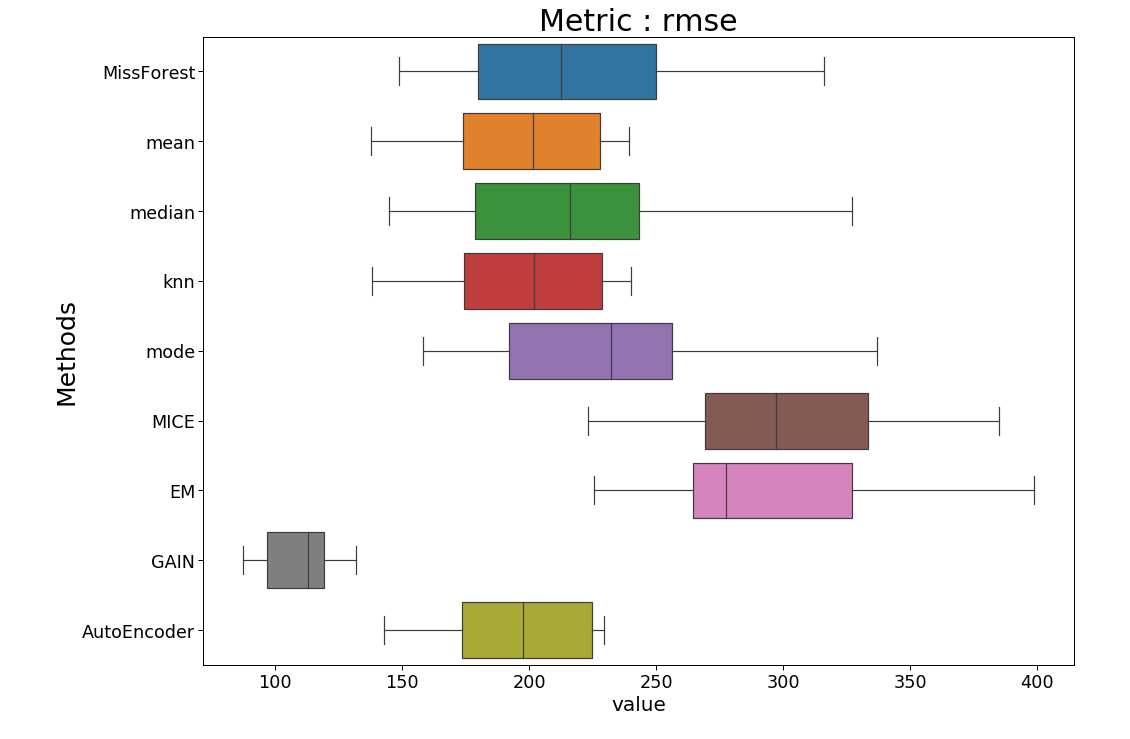 Metric : rmse
MissForest
mean
median
knn
mode
MICE
EM
GAIN
AutoEncoder
Methods
100 150 200 250 300 350 400
value